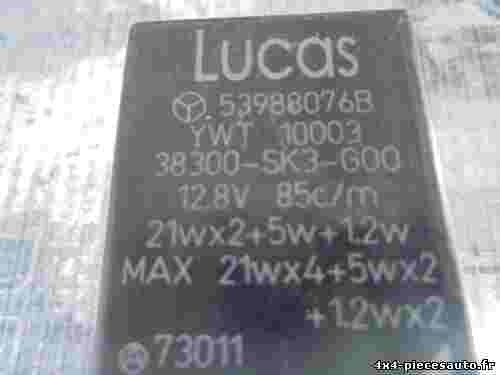 Lucas
53988076B
YWT 10003
38300-SK3-G00
12.8V 85c/m
21wx2+5w+1.2w
MAX 21wx4+5wx2
+1.2wx2
73011
4x4-piecesauto.fr